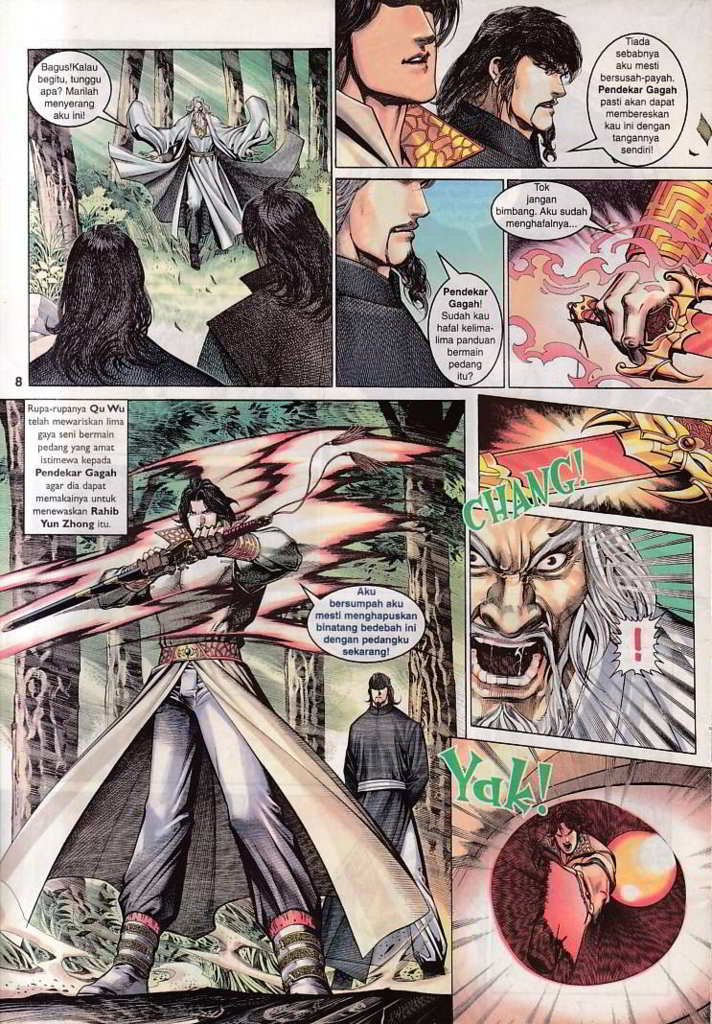 Bagus!Kalau
begitu, tunggu
apa? Marilah
menyerang
aku ini!
Tiada
sebabnya
aku mesti
bersusah-payah.
Pendekar Gagah
pasti akan dapat
membereskan
kau ini dengan
tangannya
sendiri!
Pendekar
Gagah!
Sudah kau
hafal kelima-
lima panduan
bermain
pedang
itu?
Tok
jangan
bimbang. Aku sudah
menghafalnya...
8
Rupa-rupanya Qu Wu
telah mewariskan lima
gaya seni bermain
pedang yang amat
istimewa kepada
Pendekar Gagah
agar dia dapat
memakainya untuk
menewaskan Rahib
Yun Zhong itu.
Aku
bersumpah aku
mesti menghapuskan
binatang bedebah ini
dengan pedangku
sekarang!
CHANG!
!
Yak!